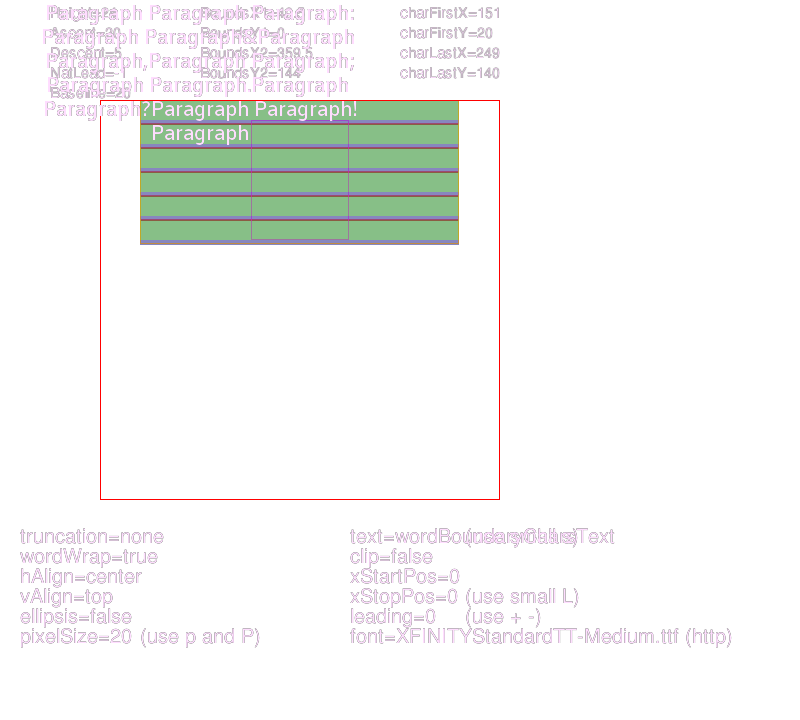 Paragraph Paragraph Paragraph:
charFirstX=151
Paragraph Paragraph Paragraph
Ascent=20 charFirstY=20
Descent=5 BoundsX2=359.5 charLastX=249
Paragraph Paragraph Paragraph;
NatLead=-1 BoundsY2=144 charLastY=140
Paragraph Paragraph.Paragraph
Baseline=20
Paragraph?Paragraph Paragraph!
Paragraph
truncation=none text=wordBoundaryCharsText
wordWrap=true clip=false
hAlign=center xStartPos=0
vAlign=top xStopPos=0 (use small L)
ellipsis=false leading=0 (use + -)
pixelSize=20 (use p and P) font=XFINITYStandardTT-Medium.ttf (http)